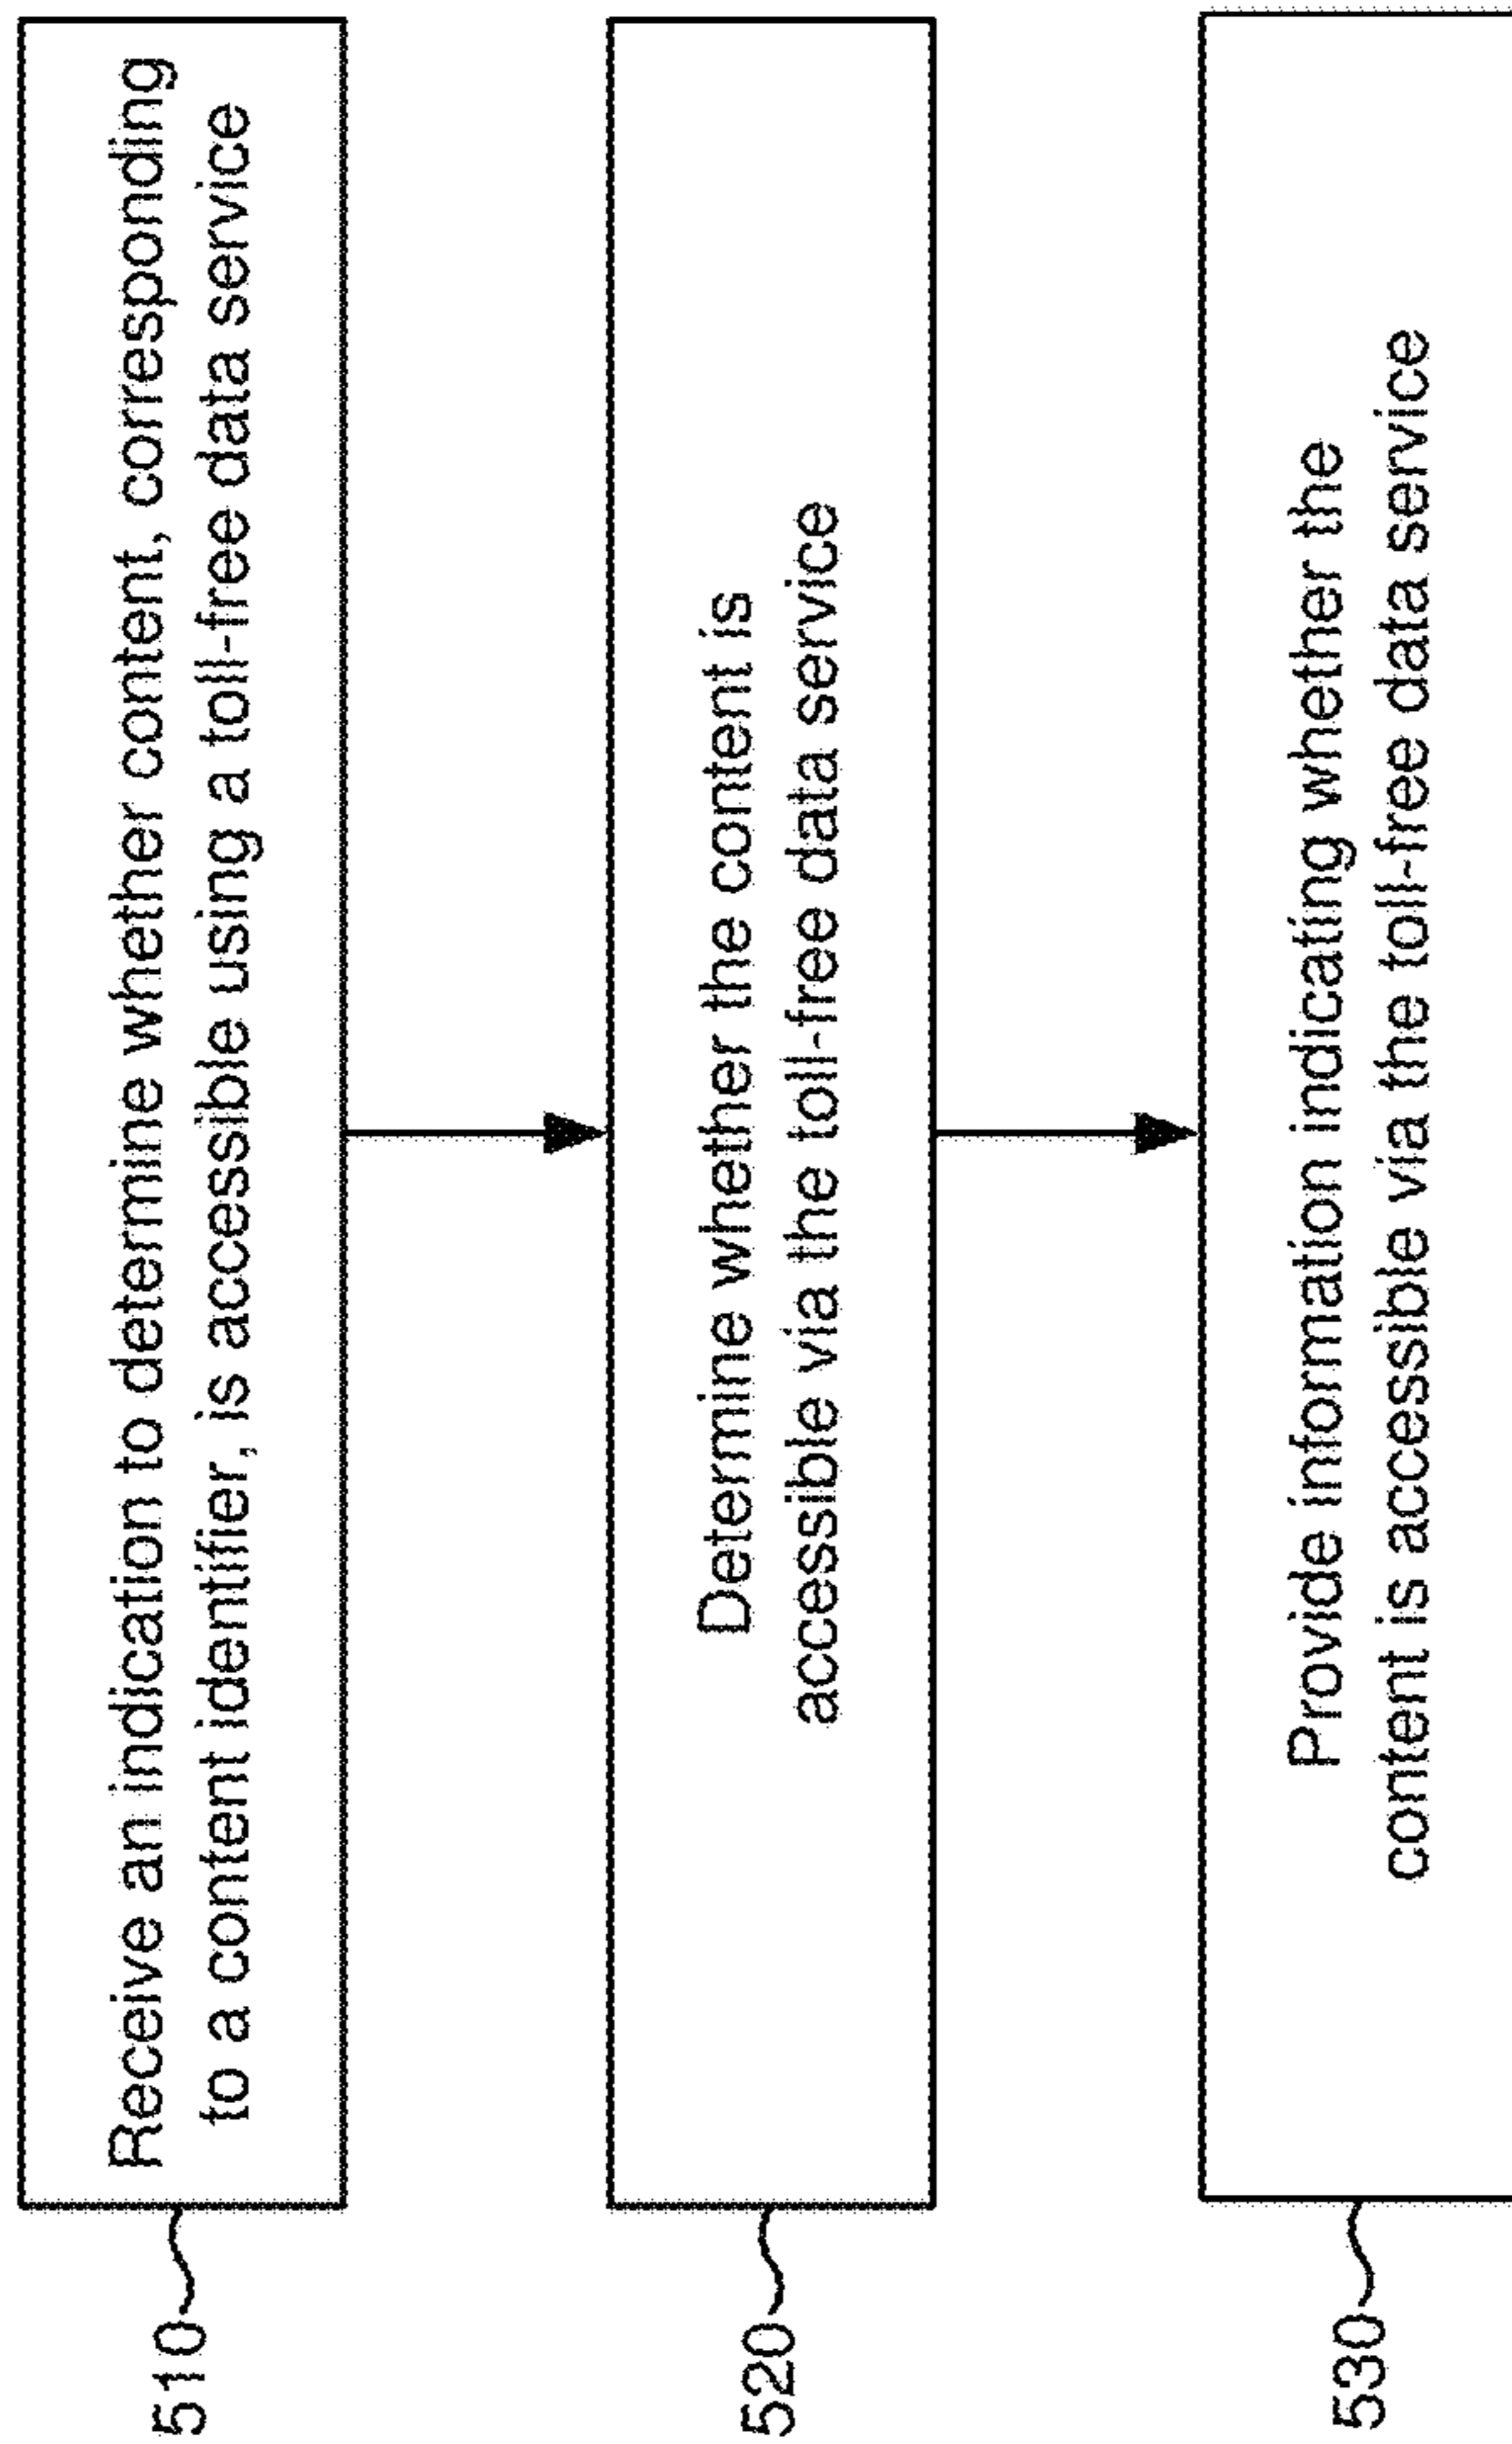 510
Receive an indication to determine whether content, corresponding
to a content identifier, is accessible using a toll-free data service
520
Determine whether the content is
accessible via the toll-free data service
530
Provide information indicating whether the
content is accessible via the toll-free data service